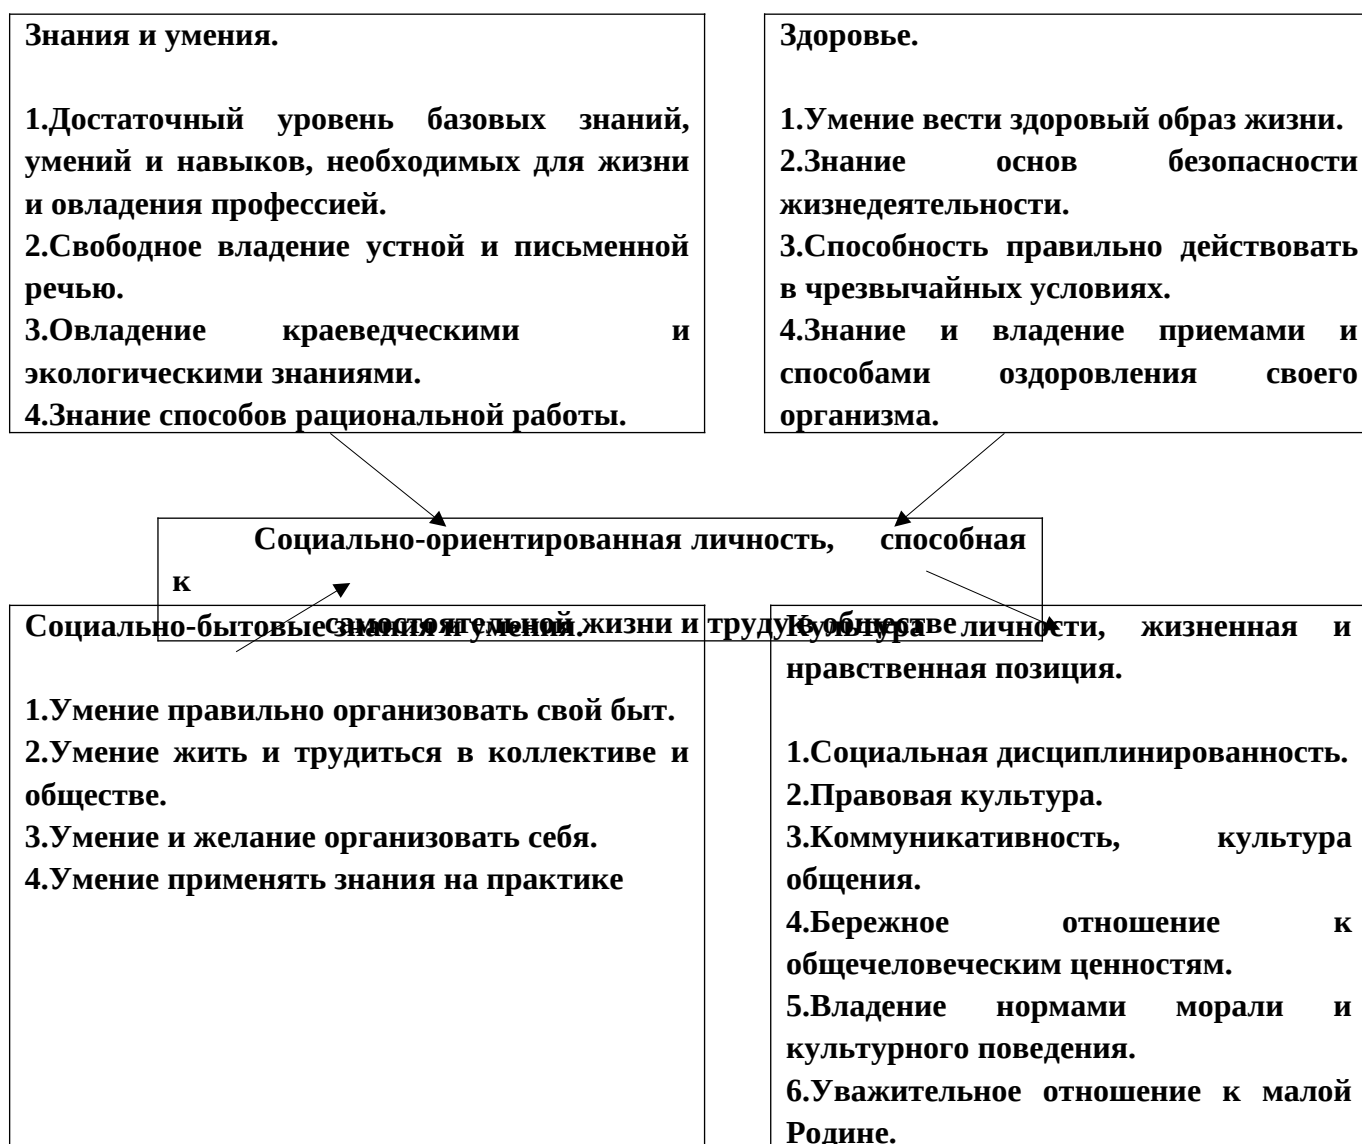 Знания и умения.
1.Достаточный уровень базовых знаний,
умений и навыков, необходимых для жизни
и овладения профессией.
2.Свободное владение устной и письменной
речью.
3.Овладение краеведческими и
экологическими знаниями.
4.Знание способов рациональной работы.
Здоровье.
1.Умение вести здоровый образ жизни.
2.Знание основ безопасности
жизнедеятельности.
3.Способность правильно действовать
в чрезвычайных условиях.
4.Знание и владение приемами и
способами оздоровления своего
организма.
Социально-ориентированная личность, способная
к
самостоятельной жизни и труду в обществе
Социально-бытовые знания и умения.
1.Умение правильно организовать свой быт.
2.Умение жить и трудиться в коллективе и
обществе.
3.Умение и желание организовать себя.
4.Умение применять знания на практике
Культура личности, жизненная и
нравственная позиция.
1.Социальная дисциплинированность.
2.Правовая культура.
3.Коммуникативность, культура
общения.
4.Бережное отношение к
общечеловеческим ценностям.
5.Владение нормами морали и
культурного поведения.
6.Уважительное отношение к малой
Родине.